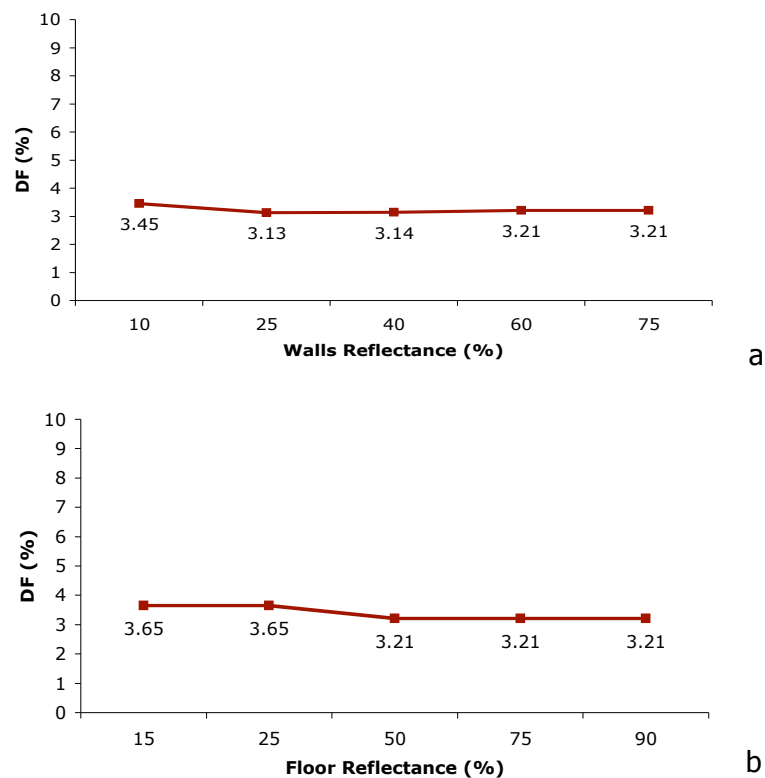 10
9
8
7
6
5
4
3
2
1
0
DF (%)
3.45 3.13 3.14 3.21 3.21
10 25 40 60 75
Walls Reflectance (%)
a
10
9
8
7
6
5
4
3
2
1
0
DF (%)
3.65 3.65 3.21 3.21 3.21
15 25 50 75 90
Floor Reflectance (%)
b